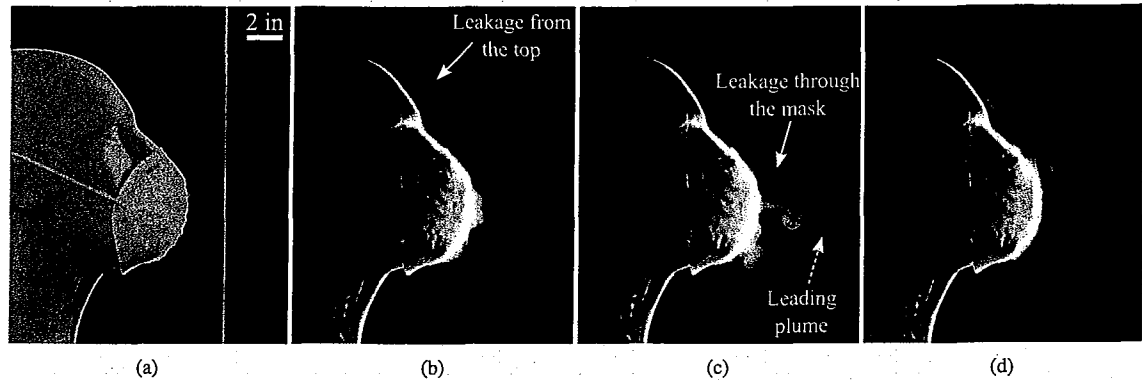 2 in
Leakage from
the top
Leakage through
the mask
Leading
plume
(a)
(b)
(c)
(d)